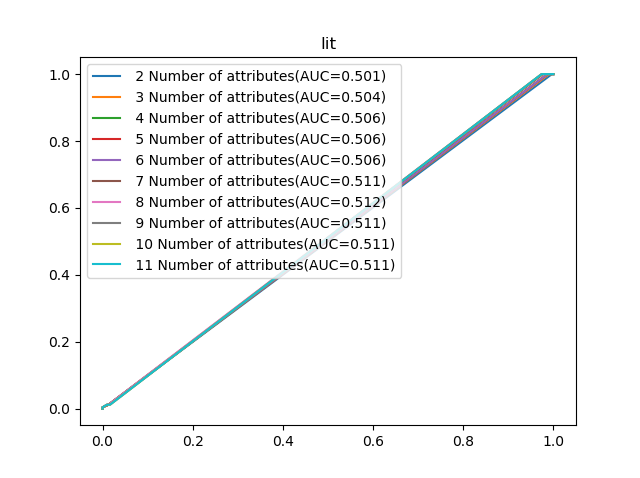 lit
2 Number of attributes(AUC=0.501)
3 Number of attributes(AUC=0.504)
4 Number of attributes(AUC=0.506)
5 Number of attributes(AUC=0.506)
6 Number of attributes(AUC=0.506)
7 Number of attributes(AUC=0.511)
8 Number of attributes(AUC=0.512)
9 Number of attributes(AUC=0.511)
10 Number of attributes(AUC=0.511)
11 Number of attributes(AUC=0.511)
1.0
0.8
0.6
0.4
0.2
0.0
0.0 0.2 0.4 0.6 0.8 1.0